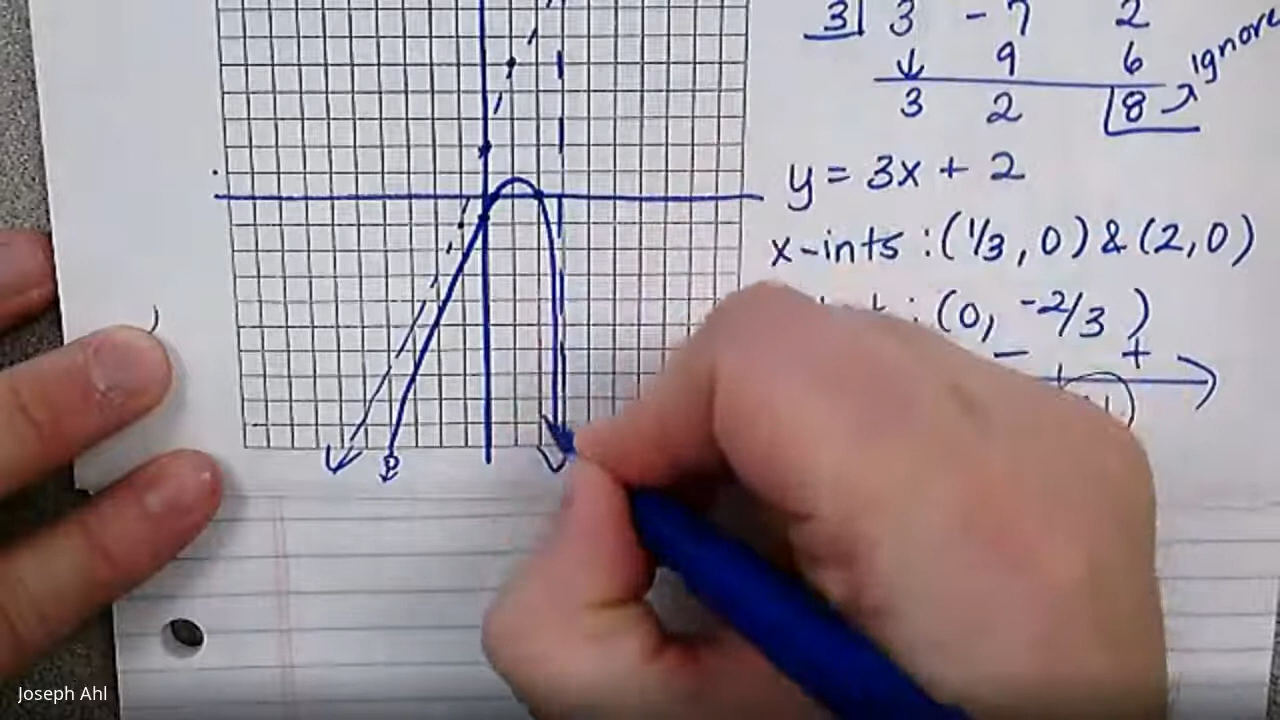 3| 3 - 7 2
9 6 ignore
3 2 |8
y = 3x + 2
x-ints : (1/3, 0) & (2, 0)
: (0, -2/3 )
- +
Joseph Ahl